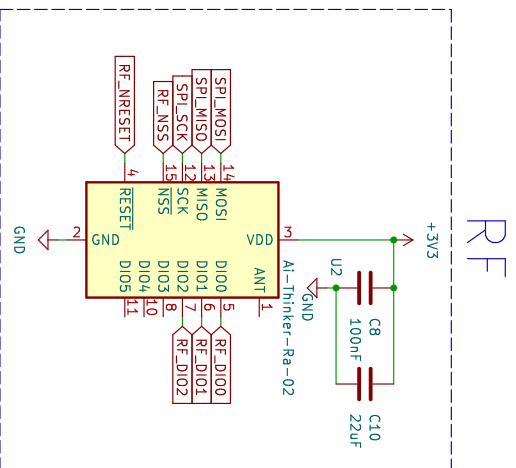 RF
+3V3
C8
100nF
C10
22uF
GND
U2
Ai-Thinker-Ra-02
RF_NRESET
RF_NSS
SPI_SCK
SPI_MISO
SPI_MOSI
4
15
12
13
14
RESET
NSS
SCK
MISO
MOSI
GND
2
GND
VDD
3
ANT
1
DIO5
DIO4
DIO3
DIO2
DIO1
DIO0
11
10
8
7
6
5
RF_DIO2
RF_DIO1
RF_DIO0